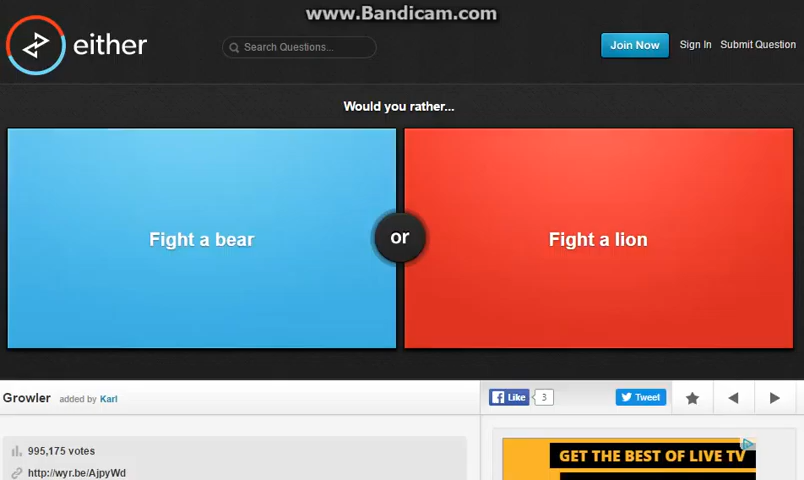 www.Bandicam.com
either
Search Questions...
Join Now
Sign In
Submit Question
Would you rather...
Fight a bear
or
Fight a lion
Growler added by Karl
Like
3
Tweet
995,175 votes
http://wyr.be/AjpyWd
GET THE BEST OF LIVE TV